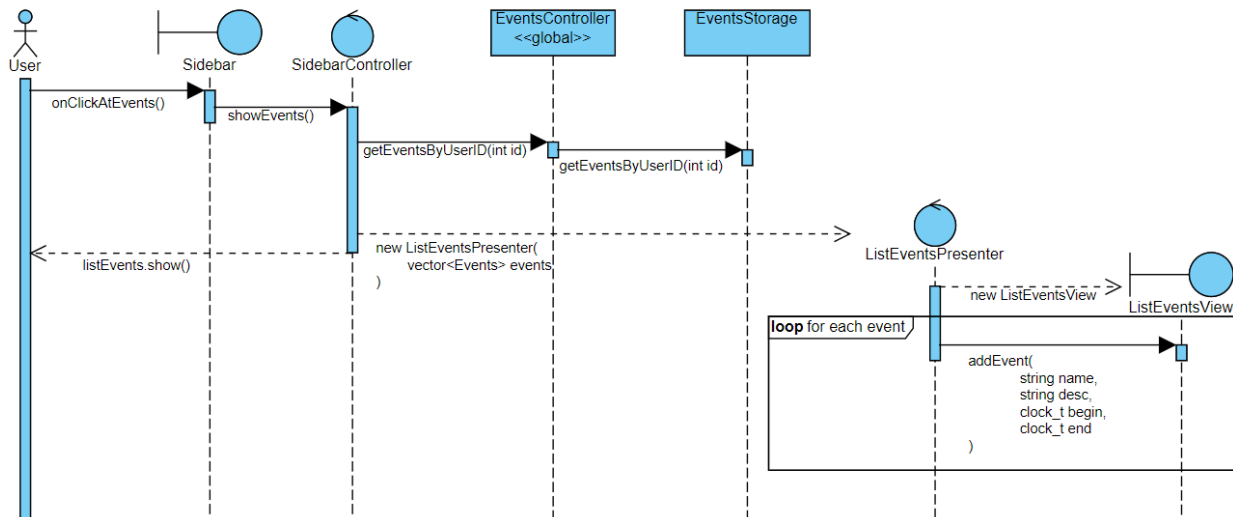 EventsController
<<global>>
EventsStorage
User
Sidebar
SidebarController
onClickAtEvents()
showEvents()
getEventsByUserID(int id)
getEventsByUserID(int id)
new ListEventsPresenter(
vector<Events> events
)
listEvents.show()
ListEventsPresenter
new ListEventsView
ListEventsView
loop for each event
addEvent(
string name,
string desc,
clock_t begin,
clock_t end
)